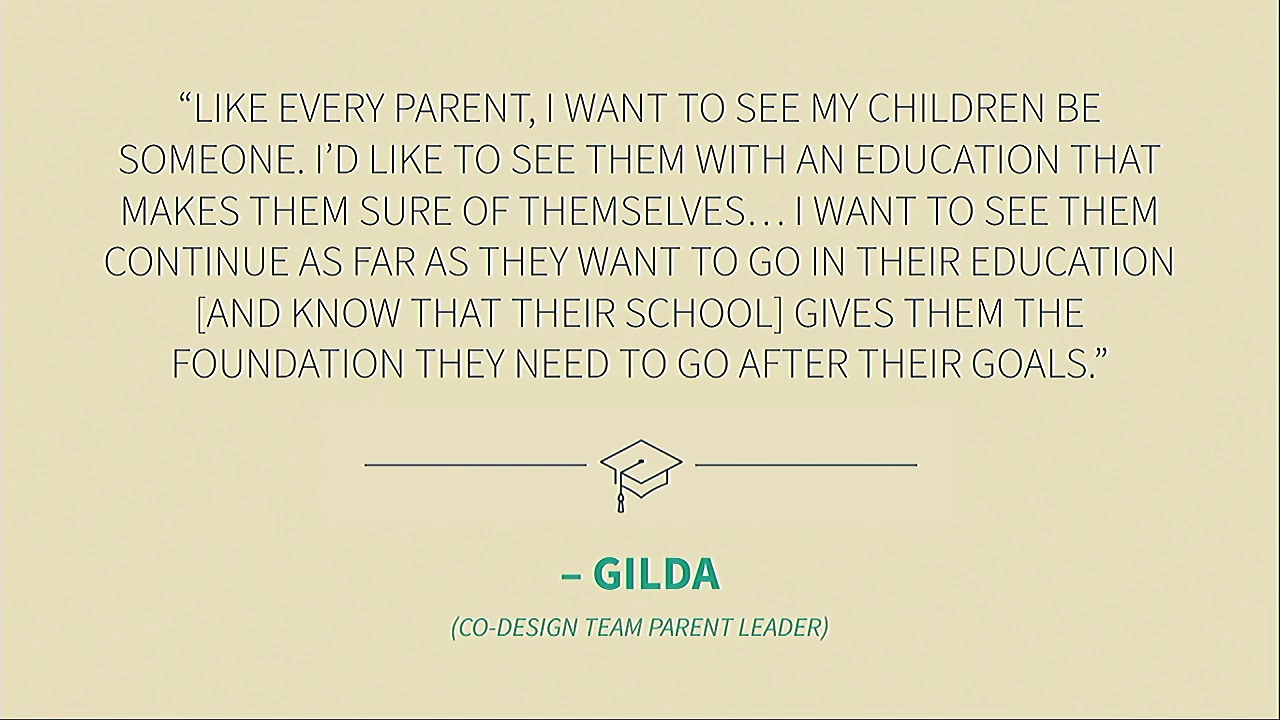 “LIKE EVERY PARENT, I WANT TO SEE MY CHILDREN BE
SOMEONE. I’D LIKE TO SEE THEM WITH AN EDUCATION THAT
MAKES THEM SURE OF THEMSELVES… I WANT TO SEE THEM
CONTINUE AS FAR AS THEY WANT TO GO IN THEIR EDUCATION
[AND KNOW THAT THEIR SCHOOL] GIVES THEM THE
FOUNDATION THEY NEED TO GO AFTER THEIR GOALS.”
– GILDA
(CO-DESIGN TEAM PARENT LEADER)